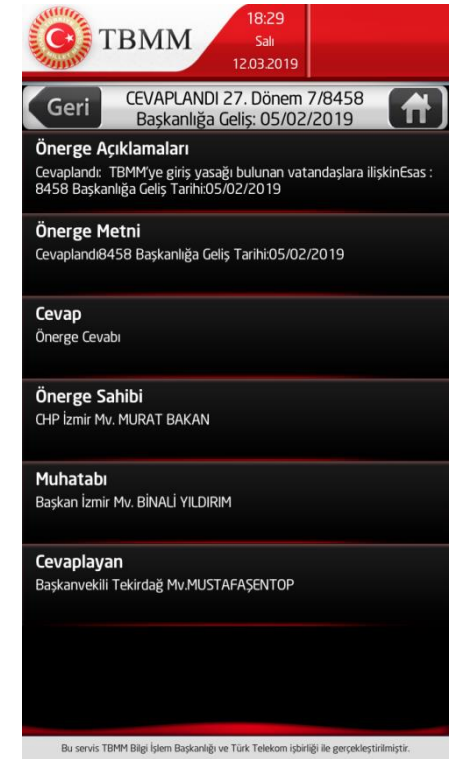 18:29
TBMM
Salı
12.03.2019
Geri
CEVAPLANDI 27. Dönem 7/8458
Başkanlığa Geliş: 05/02/2019
Önerge Açıklamaları
Cevaplandı: TBMM'ye giriş yasağı bulunan vatandaşlara ilişkinEsas :
8458 Başkanlığa Geliş Tarihi:05/02/2019
Önerge Metni
Cevaplandı8458 Başkanlığa Geliş Tarihi:05/02/2019
Cevap
Önerge Cevabı
Önerge Sahibi
CHP İzmir Mv. MURAT BAKAN
Muhatabı
Başkan İzmir Mv. BİNALİ YILDIRIM
Cevaplayan
Başkanvekili Tekirdağ Mv.MUSTAFAŞENTOP
Bu servis TBMM Bilgi İşlem Başkanlığı ve Türk Telekom işbirliği ile gerçekleştirilmiştir.